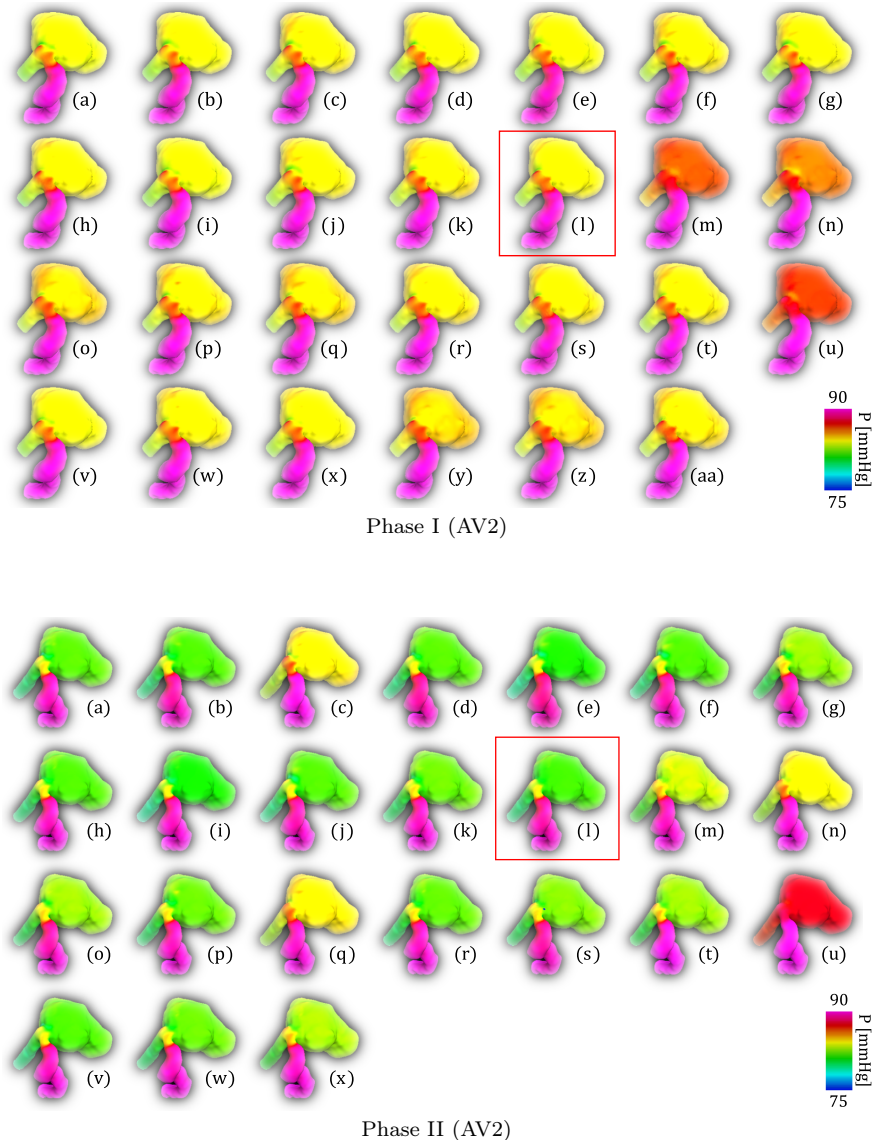 (a) (b) (c) (d) (e) (f) (g)
(h) (i) (j) (k) (l) (m) (n)
(o) (p) (q) (r) (s) (t) (u)
(v) (w) (x) (y) (z) (aa)
90
P [mmHg]
75
Phase I (AV2)
(a) (b) (c) (d) (e) (f) (g)
(h) (i) (j) (k) (l) (m) (n)
(o) (p) (q) (r) (s) (t) (u)
(v) (w) (x)
90
P [mmHg]
75
Phase II (AV2)